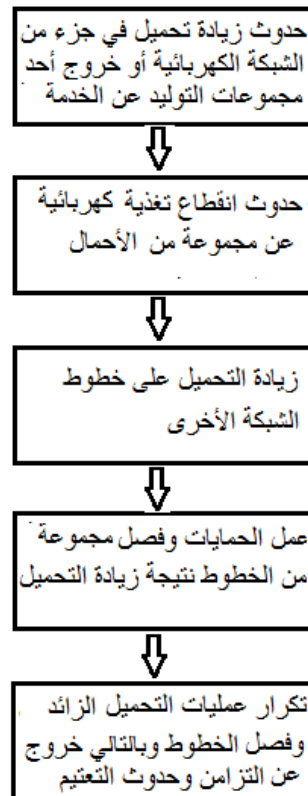 حدوث زيادة تحميل في جزء من
الشبكة الكهربائية أو خروج أحد
مجموعات التوليد عن الخدمة
حدوث انقطاع تغذية كهربائية
عن مجموعة من الأحمال
زيادة التحميل على خطوط
الشبكة الأخرى
عمل الحمايات وفصل مجموعة
من الخطوط نتيجة زيادة التحميل
تكرار عمليات التحميل الزائد
وفصل الخطوط وبالتالي خروج
عن التزامن وحدوث التعتيم